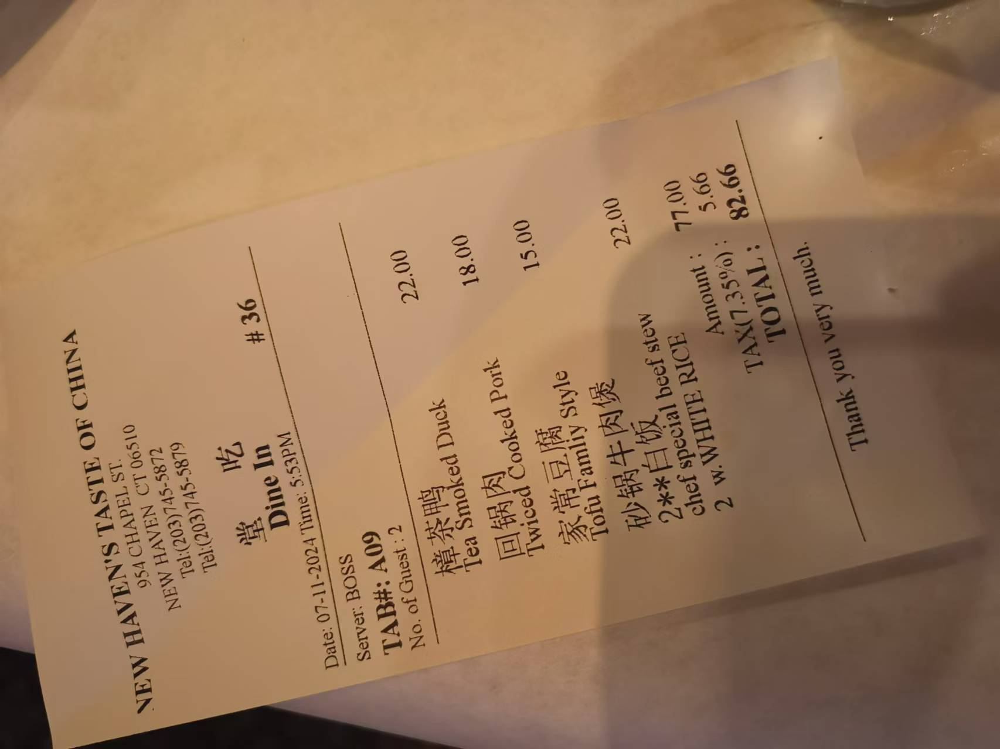 NEW HAVEN'S TASTE OF CHINA
954 CHAPEL ST.
NEW HAVEN CT 06510
Tel:(203)745-5872
Tel:(203)745-5879
堂 吃
Dine In # 36
Date: 07-11-2024 Time: 5:53PM
Server: BOSS
TAB#: A09
No. of Guest : 2
樟茶鸭 22.00
Tea Smoked Duck
回锅肉 18.00
Twiced Cooked Pork
家常豆腐 15.00
Tofu Famliy Style
砂锅牛肉煲 22.00
2**白饭
chef special beef stew
2 w.WHITE RICE
Amount : 77.00
TAX(7.35%) : 5.66
TOTAL : 82.66
Thank you very much.